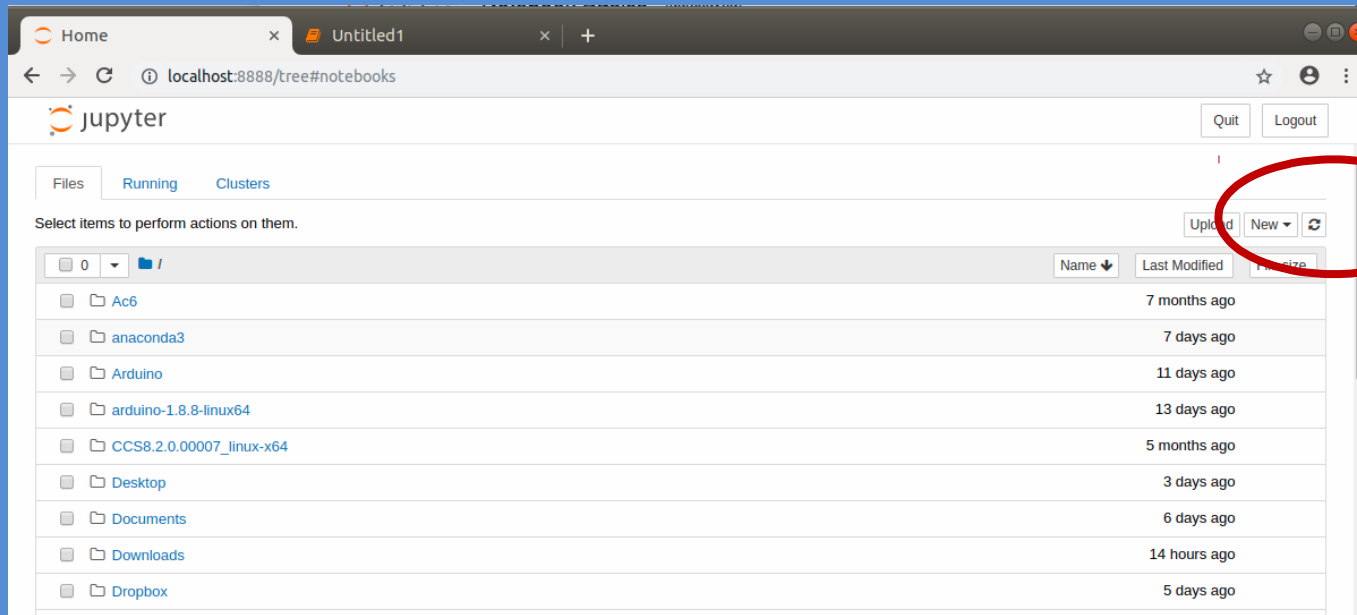 Home
Untitled1
localhost:8888/tree#notebooks
jupyter
Quit Logout
Files Running Clusters
Select items to perform actions on them.
Upload New
0 / Name Last Modified File size
Ac6 7 months ago
anaconda3 7 days ago
Arduino 11 days ago
arduino-1.8.8-linux64 13 days ago
CCS8.2.0.00007_linux-x64 5 months ago
Desktop 3 days ago
Documents 6 days ago
Downloads 14 hours ago
Dropbox 5 days ago